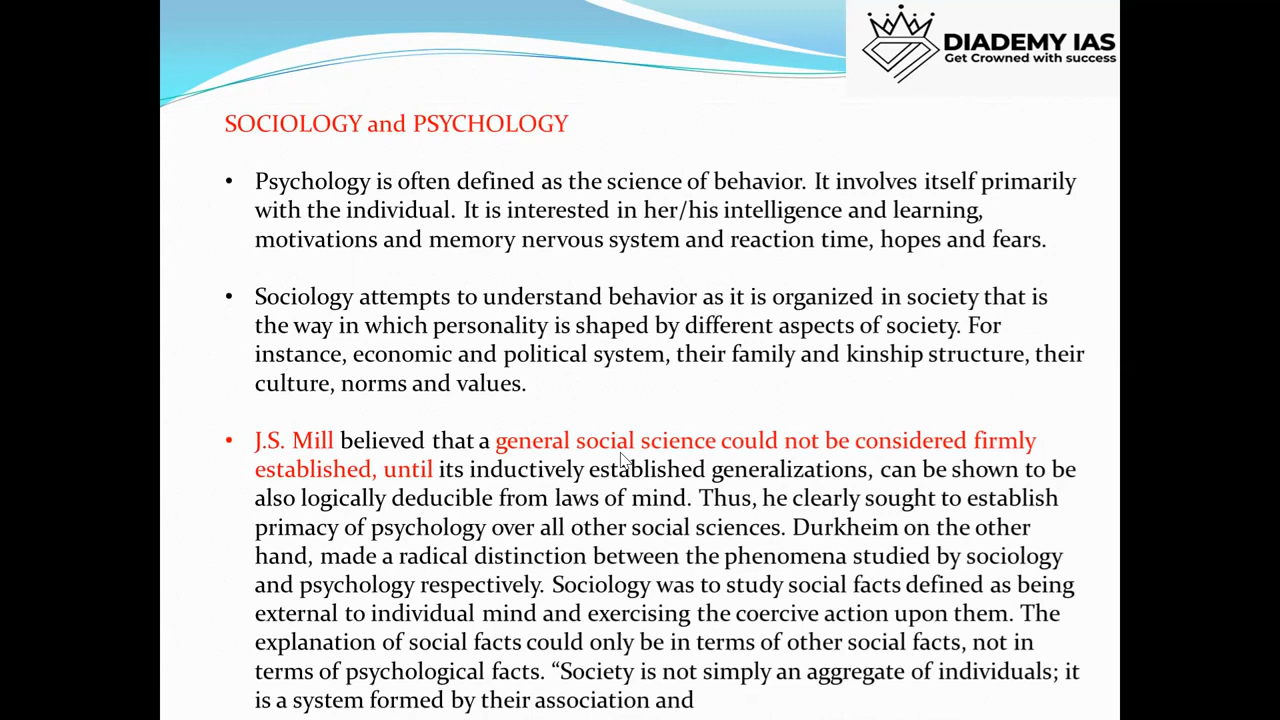 DIADEMY IAS
Get Crowned with success
SOCIOLOGY and PSYCHOLOGY
• Psychology is often defined as the science of behavior. It involves itself primarily
with the individual. It is interested in her/his intelligence and learning,
motivations and memory nervous system and reaction time, hopes and fears.
• Sociology attempts to understand behavior as it is organized in society that is
the way in which personality is shaped by different aspects of society. For
instance, economic and political system, their family and kinship structure, their
culture, norms and values.
• J.S. Mill believed that a general social science could not be considered firmly
established, until its inductively established generalizations, can be shown to be
also logically deducible from laws of mind. Thus, he clearly sought to establish
primacy of psychology over all other social sciences. Durkheim on the other
hand, made a radical distinction between the phenomena studied by sociology
and psychology respectively. Sociology was to study social facts defined as being
external to individual mind and exercising the coercive action upon them. The
explanation of social facts could only be in terms of other social facts, not in
terms of psychological facts. “Society is not simply an aggregate of individuals; it
is a system formed by their association and